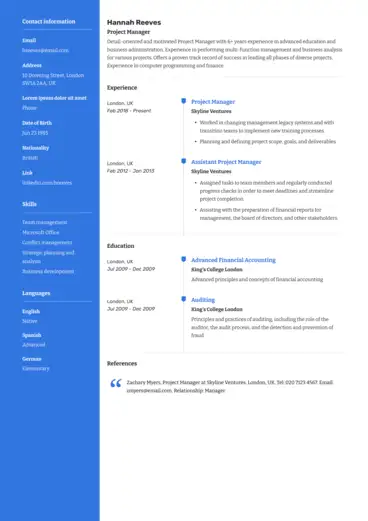 Contact information
Email
hreeves@email.com
Address
10 Downing Street, London
SW1A 2AA, UK
Lorem ipsum dolor sit amet
Phone
Date of Birth
Jun 23 1993
Nationality
British
Link
linkedin.com/hreeves
Skills
Team management
Microsoft Office
Conflict management
Strategic planning and
analysis
Business development
Languages
English
Native
Spanish
Advanced
German
Elementary
Hannah Reeves
Project Manager
Detail-oriented and motivated Project Manager with 6+ years experience in advanced education and
business administration. Experience in performing multi-function management and business analysis
for various projects. Offers a proven track record of success in leading all phases of diverse projects.
Experience in computer programming and finance.
Experience
London, UK
Feb 2018 - Present
Project Manager
Skyline Ventures
• Worked in changing management legacy systems and with
transition teams to implement new training processes.
• Planning and defining project scope, goals, and deliverables.
London, UK
Feb 2012 - Jan 2013
Assistant Project Manager
Skyline Ventures
• Assigned tasks to team members and regularly conducted
progress checks in order to meet deadlines and streamline
project completion.
• Assisting with the preparation of financial reports for
management, the board of directors, and other stakeholders.
Education
London, UK
Jul 2009 - Dec 2009
Advanced Financial Accounting
King's College London
Advanced principles and concepts of financial accounting
London, UK
Jul 2009 - Dec 2009
Auditing
King's College London
Principles and practices of auditing, including the role of the
auditor, the audit process, and the detection and prevention of
fraud.
References
Zachary Myers, Project Manager at Skyline Ventures. London, UK. Tel: 020 7123 4567. Email:
zmyers@email.com. Relationship: Manager.